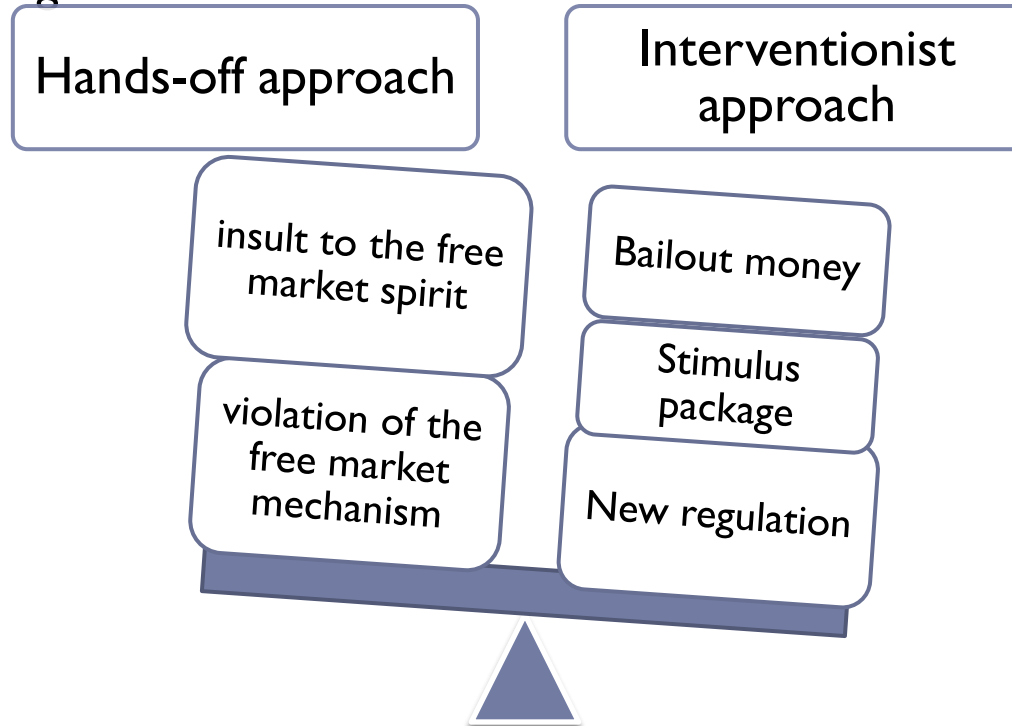 Hands-off approach
Interventionist
approach
insult to the free
market spirit
violation of the
free market
mechanism
Bailout money
Stimulus
package
New regulation